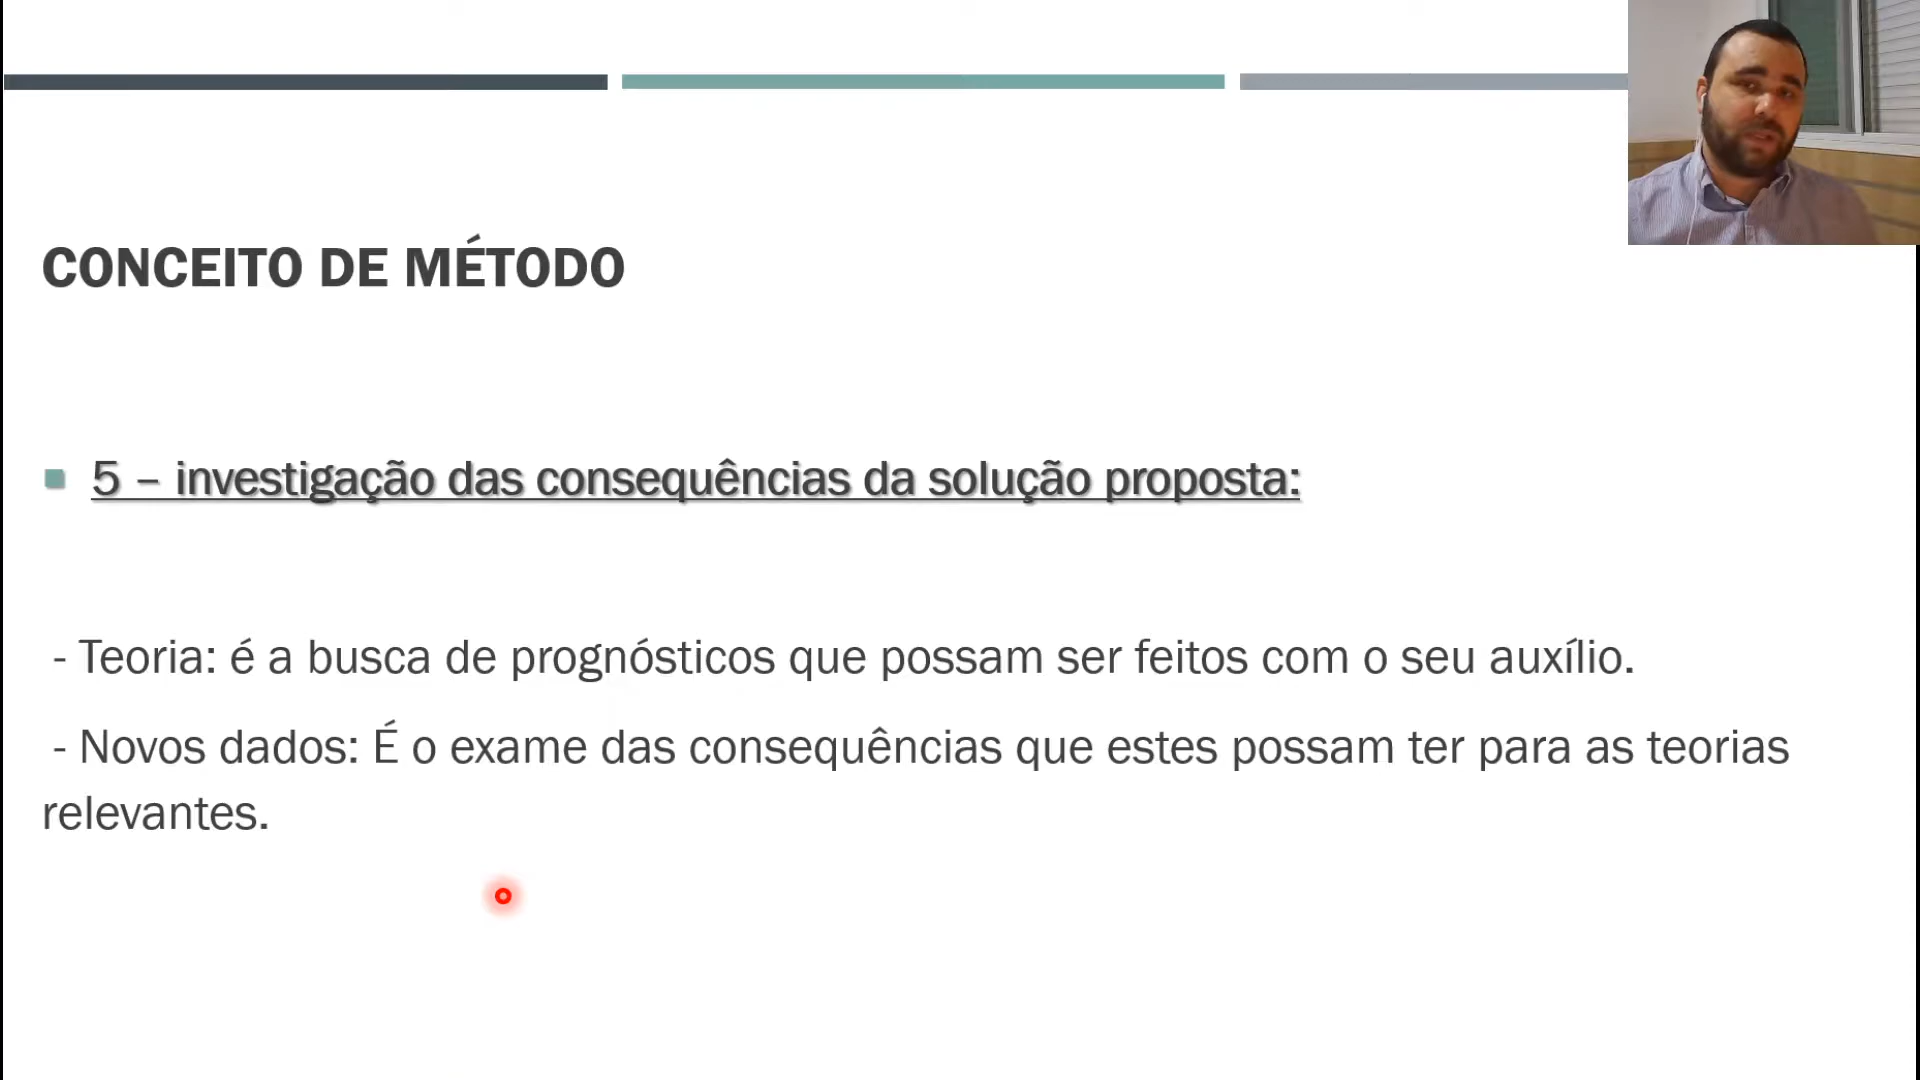 CONCEITO DE MÉTODO
5 – investigação das consequências da solução proposta:
- Teoria: é a busca de prognósticos que possam ser feitos com o seu auxílio.
- Novos dados: É o exame das consequências que estes possam ter para as teorias
relevantes.